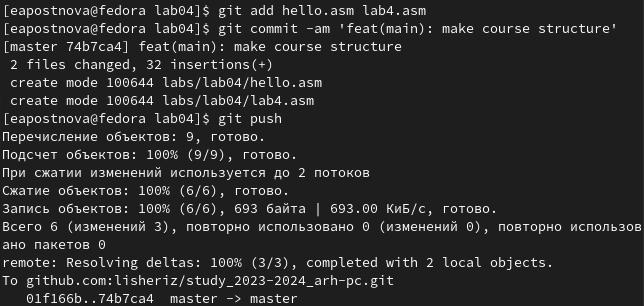 [eapostnova@fedora lab04]$ git add hello.asm lab4.asm
[eapostnova@fedora lab04]$ git commit -am 'feat(main): make course structure'
[master 74b7ca4] feat(main): make course structure
 2 files changed, 32 insertions(+)
 create mode 100644 labs/lab04/hello.asm
 create mode 100644 labs/lab04/lab4.asm
[eapostnova@fedora lab04]$ git push
Перечисление объектов: 9, готово.
Подсчет объектов: 100% (9/9), готово.
При сжатии изменений используется до 2 потоков
Сжатие объектов: 100% (6/6), готово.
Запись объектов: 100% (6/6), 693 байта | 693.00 КиБ/с, готово.
Всего 6 (изменений 3), повторно использовано 0 (изменений 0), повторно использов
ано пакетов 0
remote: Resolving deltas: 100% (3/3), completed with 2 local objects.
To github.com:lisheriz/study_2023-2024_arh-pc.git
   01f166b..74b7ca4  master -> master